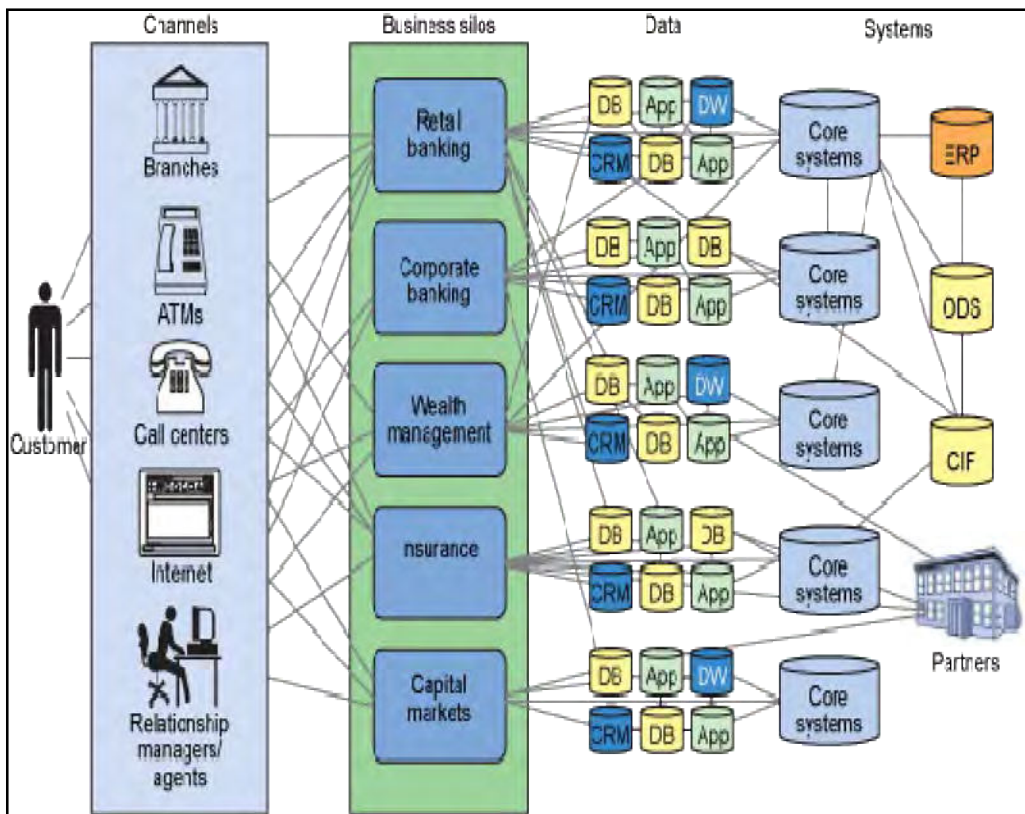 Channels
Business silos
Data
Systems
Customer
Branches
ATMs
Call centers
Internet
Relationship
managers/
agents
Retail
banking
Corporate
banking
Wealth
management
nsurance
Capital
markets
DB App DW
CRM DB App
DB App DB
CRM DB App
DB App DW
CRM DB App
DB App DB
CRM DB App
DB App DW
CRM DB App
Core
systems
Core
systems
Core
systems
Core
systems
Core
systems
ERP
ODS
CIF
Partners